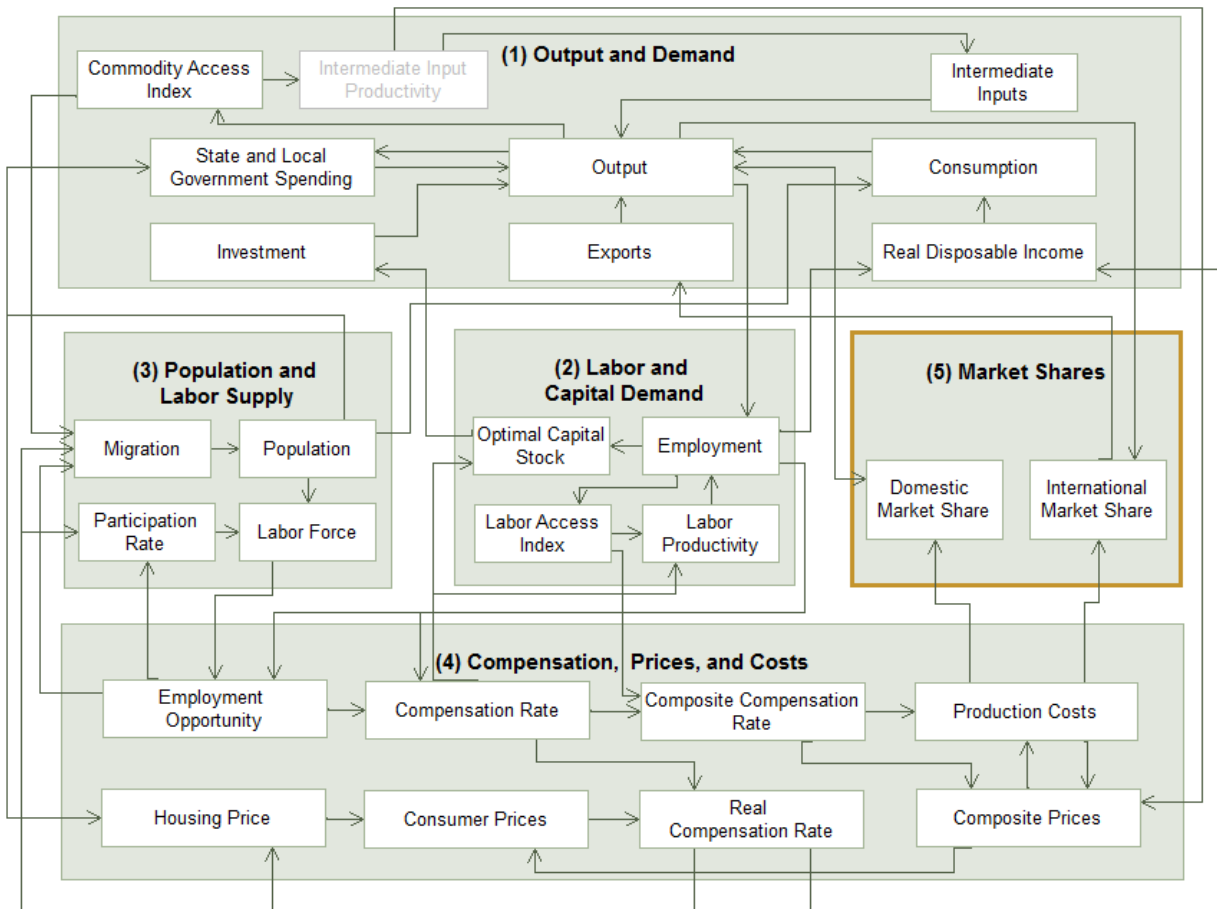 (1) Output and Demand
Commodity Access
Index
Intermediate Input
Productivity
Intermediate
Inputs
State and Local
Government Spending
Output
Consumption
Investment
Exports
Real Disposable Income
(3) Population and
Labor Supply
Migration
Population
Participation
Rate
Labor Force
(2) Labor and
Capital Demand
Optimal Capital
Stock
Employment
Labor Access
Index
Labor
Productivity
(5) Market Shares
Domestic
Market Share
International
Market Share
(4) Compensation, Prices, and Costs
Employment
Opportunity
Compensation Rate
Composite Compensation
Rate
Production Costs
Housing Price
Consumer Prices
Real
Compensation Rate
Composite Prices